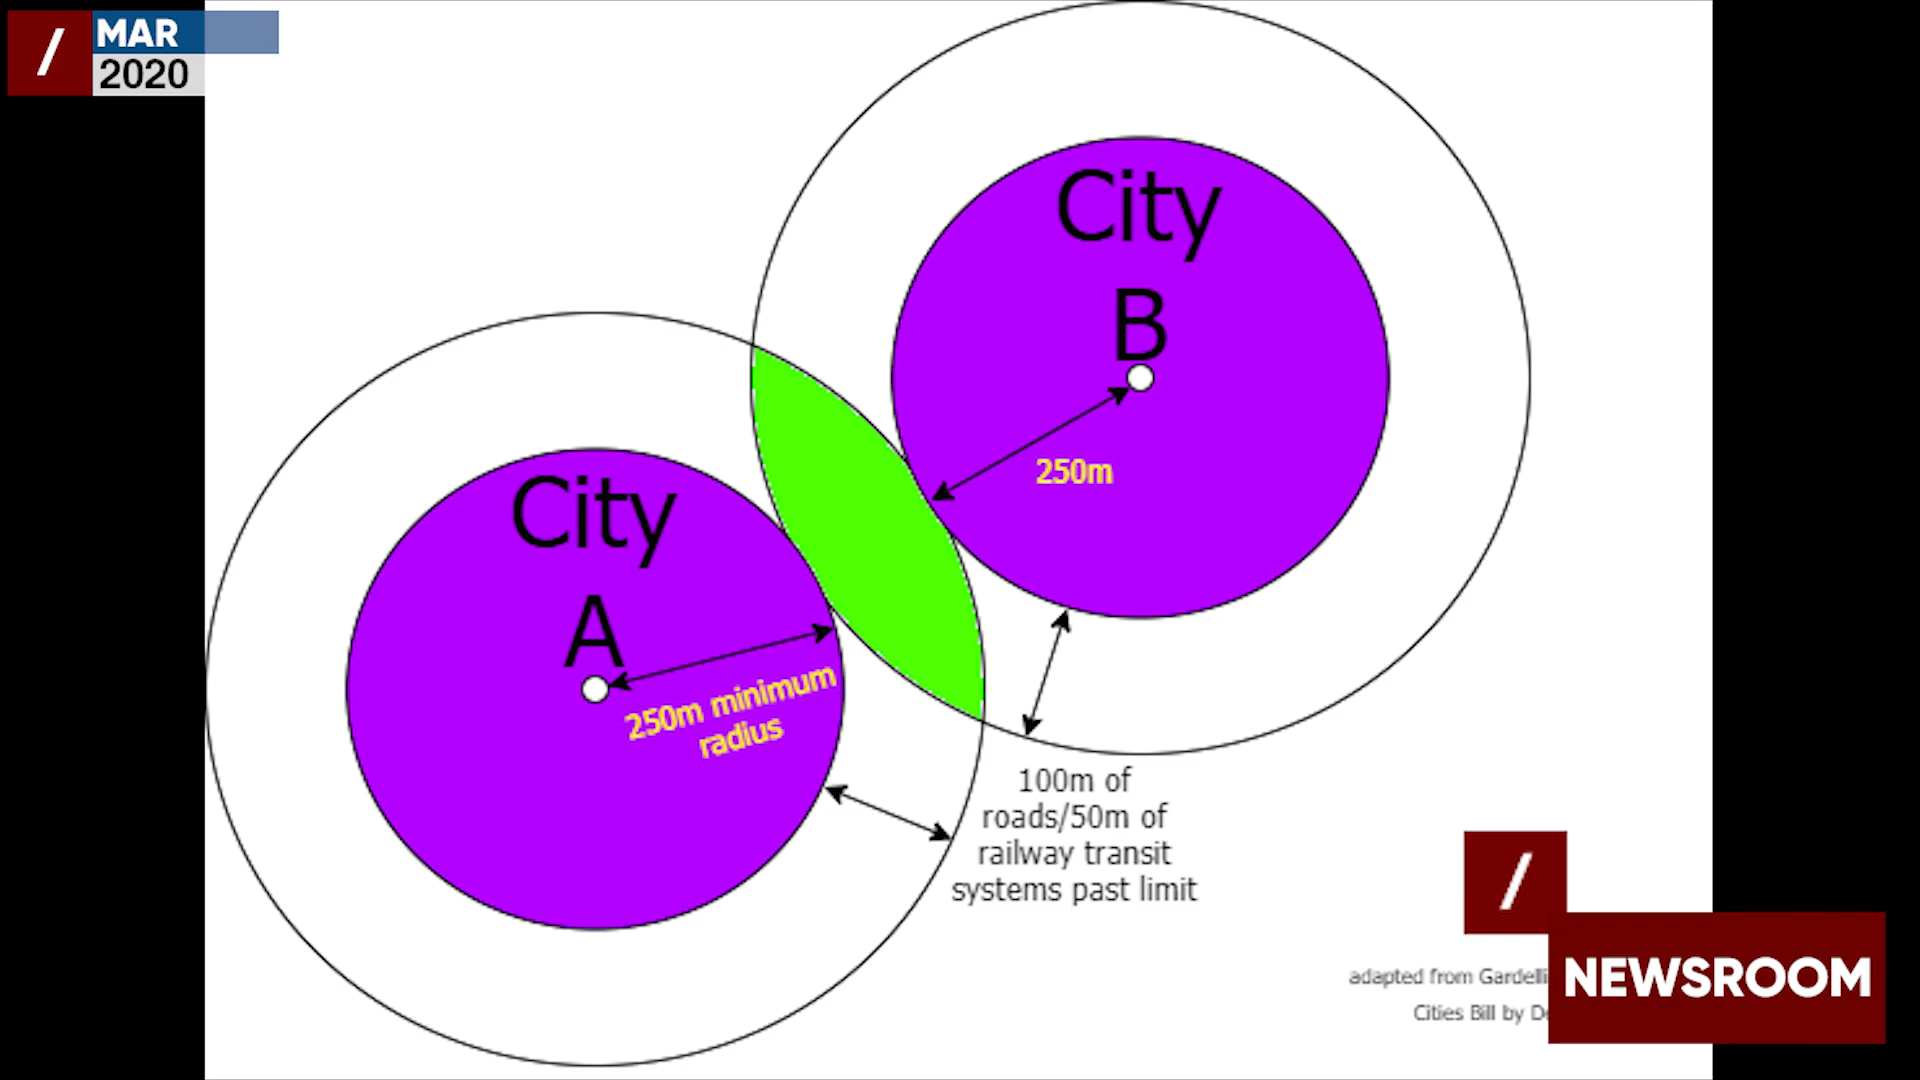 / MAR
2020
City
B
250m
City
A
250m minimum
radius
100m of
roads/50m of
railway transit
systems past limit
/
adapted from
Cities Bill by
NEWSROOM